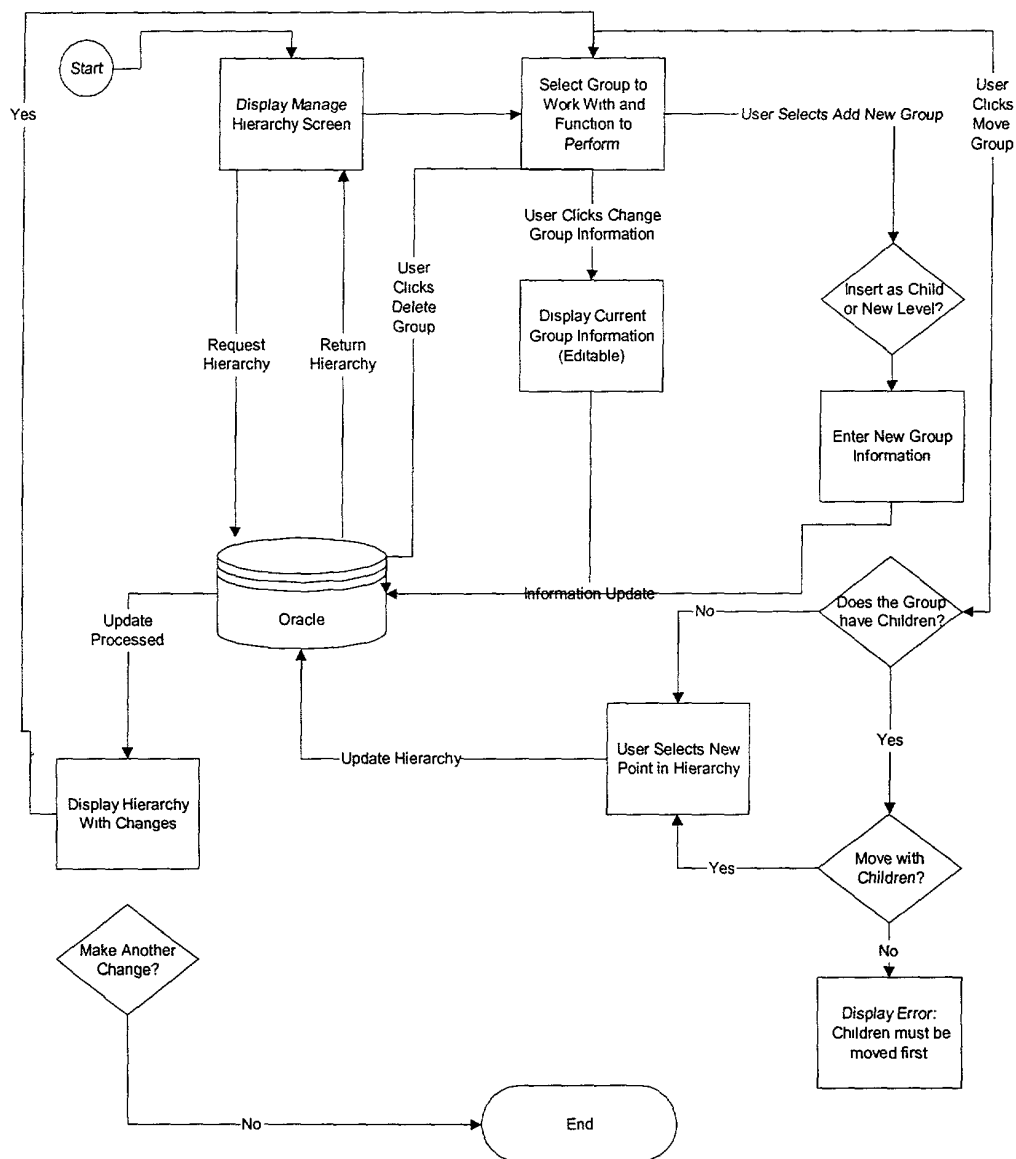 Start
Yes
Display Manage
Hierarchy Screen
Select Group to
Work With and
Function to
Perform
User Selects Add New Group
User
Clicks
Move
Group
User Clicks Change
Group Information
User
Clicks
Delete
Group
Insert as Child
or New Level?
Display Current
Group Information
(Editable)
Request
Hierarchy
Return
Hierarchy
Enter New Group
Information
Oracle
Information Update
Update
Processed
No
Does the Group
have Children?
Yes
Update Hierarchy
User Selects New
Point in Hierarchy
Display Hierarchy
With Changes
Yes
Move with
Children?
No
Make Another
Change?
Display Error:
Children must be
moved first
No
End